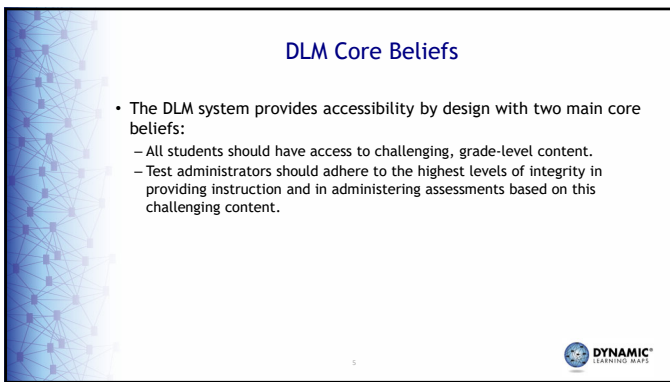 DLM Core Beliefs
• The DLM system provides accessibility by design with two main core
beliefs:
– All students should have access to challenging, grade-level content.
– Test administrators should adhere to the highest levels of integrity in
providing instruction and in administering assessments based on this
challenging content.
5
DYNAMIC®
LEARNING MAPS